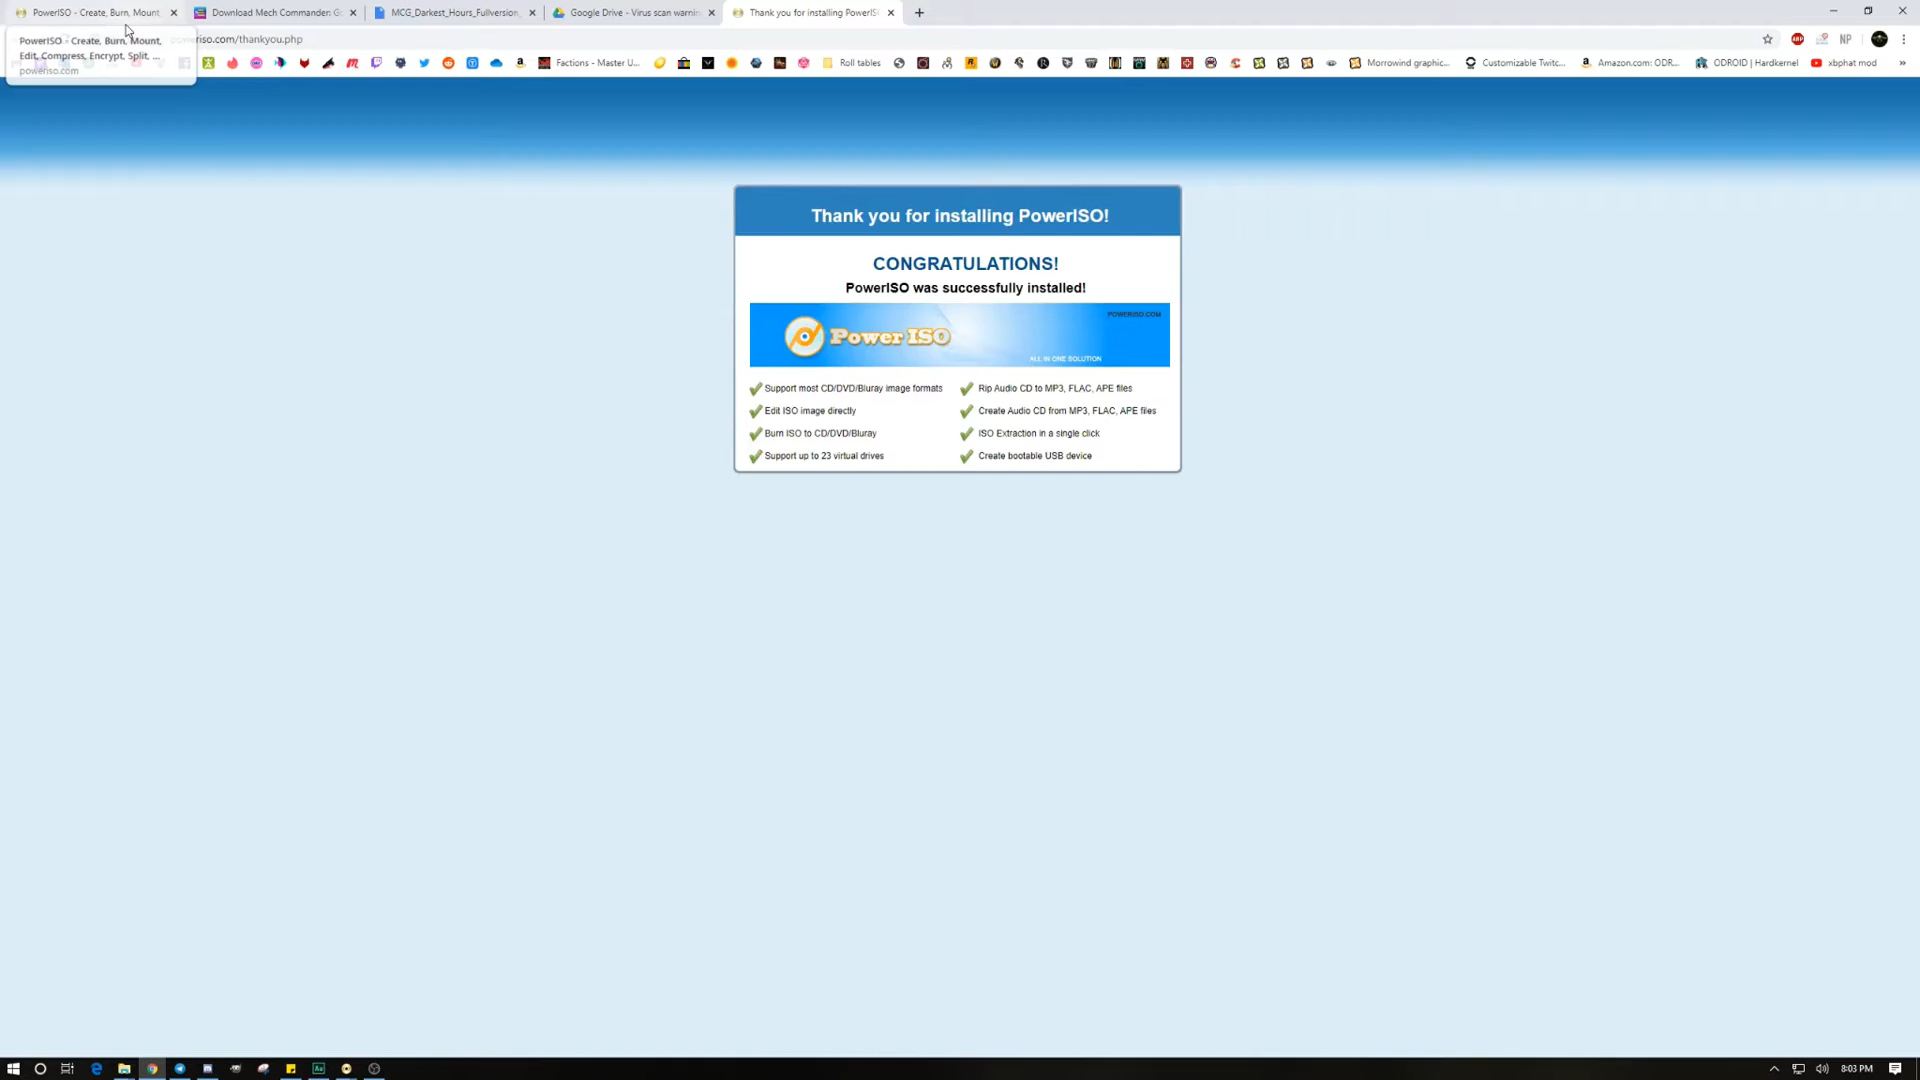 PowerISO - Create, Burn, Mount
Download Mech Commander: G
MCG_Darkest_Hours_Fullversion_
Google Drive - Virus scan warnin
Thank you for installing PowerIS
PowerISO - Create, Burn, Mount,
Edit, Compress, Encrypt, Split, ...
poweriso.com
iso.com/thankyou.php
NP
Factions - Master U...
Roll tables
Morrowind graphic...
Customizable Twitc...
Amazon.com: ODR...
ODROID | Hardkernel
xbphat mod
»
Thank you for installing PowerISO!
CONGRATULATIONS!
PowerISO was successfully installed!
POWERISO.COM
Power ISO
ALL IN ONE SOLUTION
Support most CD/DVD/Bluray image formats
Rip Audio CD to MP3, FLAC, APE files
Edit ISO image directly
Create Audio CD from MP3, FLAC, APE files
Burn ISO to CD/DVD/Bluray
ISO Extraction in a single click
Support up to 23 virtual drives
Create bootable USB device
8:03 PM